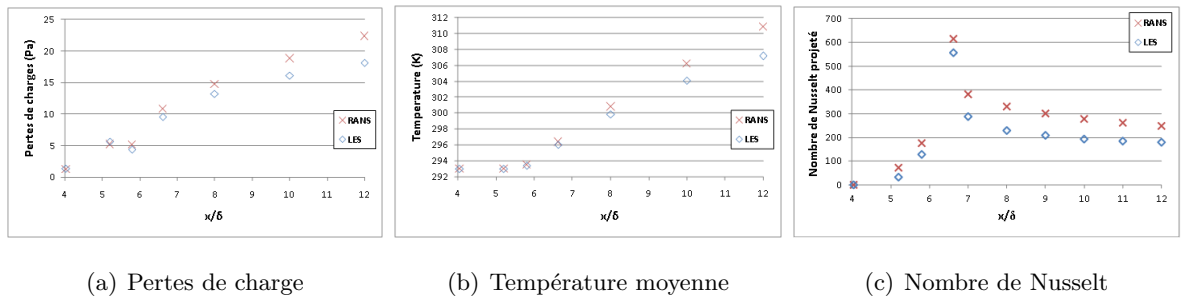 Pertes de charges (Pa)
25
20
15
10
5
0
4 5 6 7 8 9 10 11 12
x/δ
RANS
LES
Temperature (K)
312
310
308
306
304
302
300
298
296
294
292
4 5 6 7 8 9 10 11 12
x/δ
RANS
LES
Nombre de Nusselt projeté
700
600
500
400
300
200
100
0
4 5 6 7 8 9 10 11 12
x/δ
RANS
LES
(a) Pertes de charge
(b) Température moyenne
(c) Nombre de Nusselt